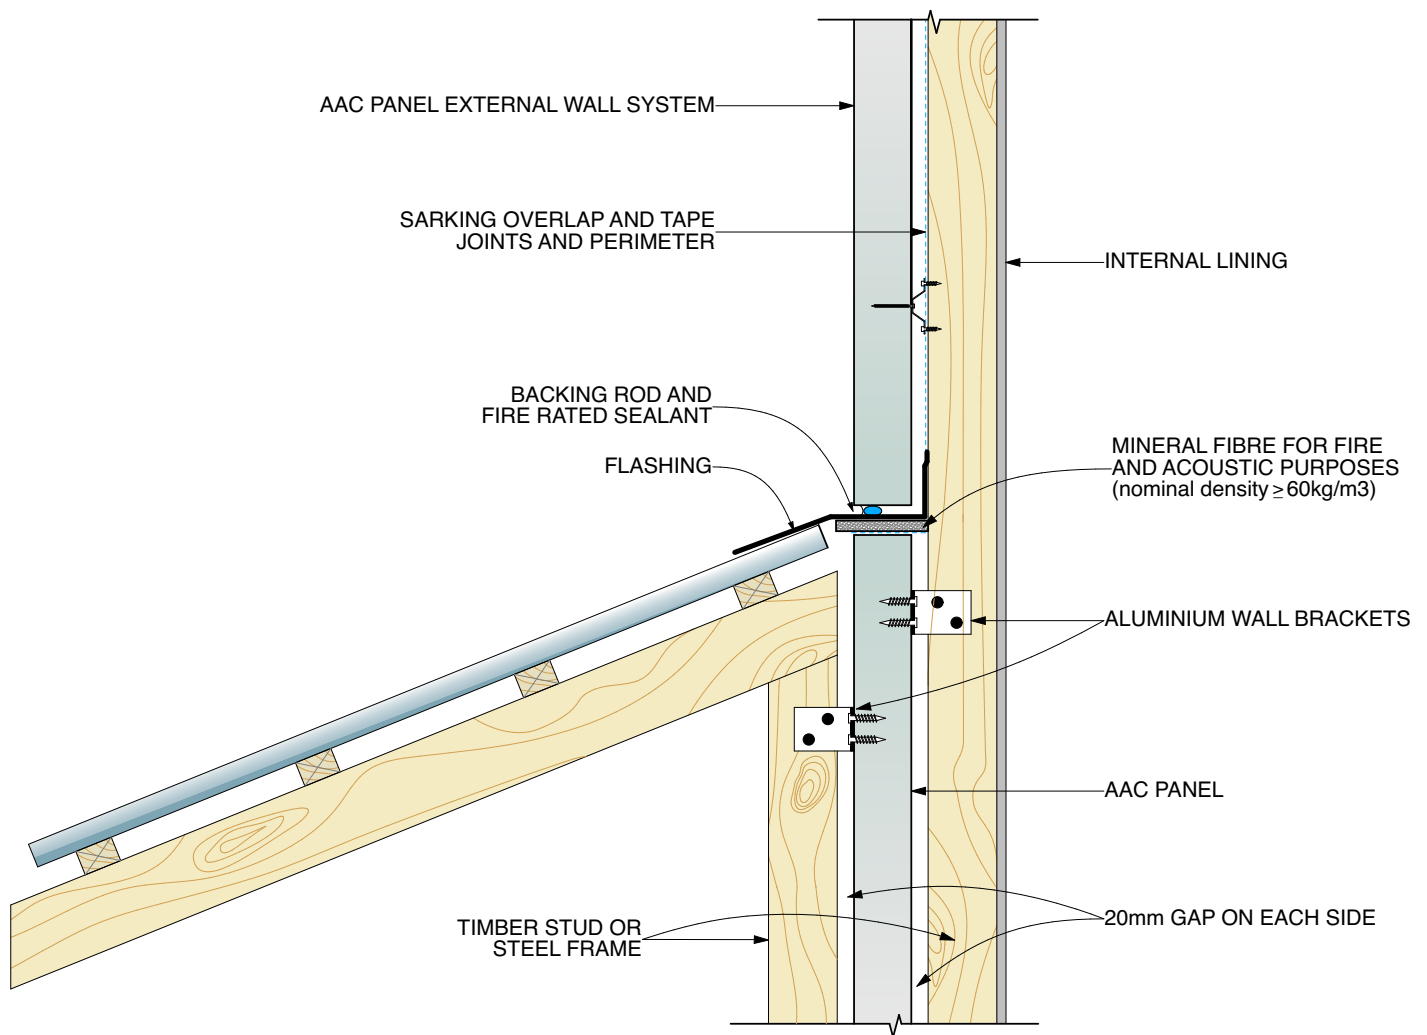 AAC PANEL EXTERNAL WALL SYSTEM
SARKING OVERLAP AND TAPE
JOINTS AND PERIMETER
INTERNAL LINING
BACKING ROD AND
FIRE RATED SEALANT
FLASHING
MINERAL FIBRE FOR FIRE
AND ACOUSTIC PURPOSES
(nominal density ≥ 60kg/m3)
ALUMINIUM WALL BRACKETS
AAC PANEL
TIMBER STUD OR
STEEL FRAME
20mm GAP ON EACH SIDE